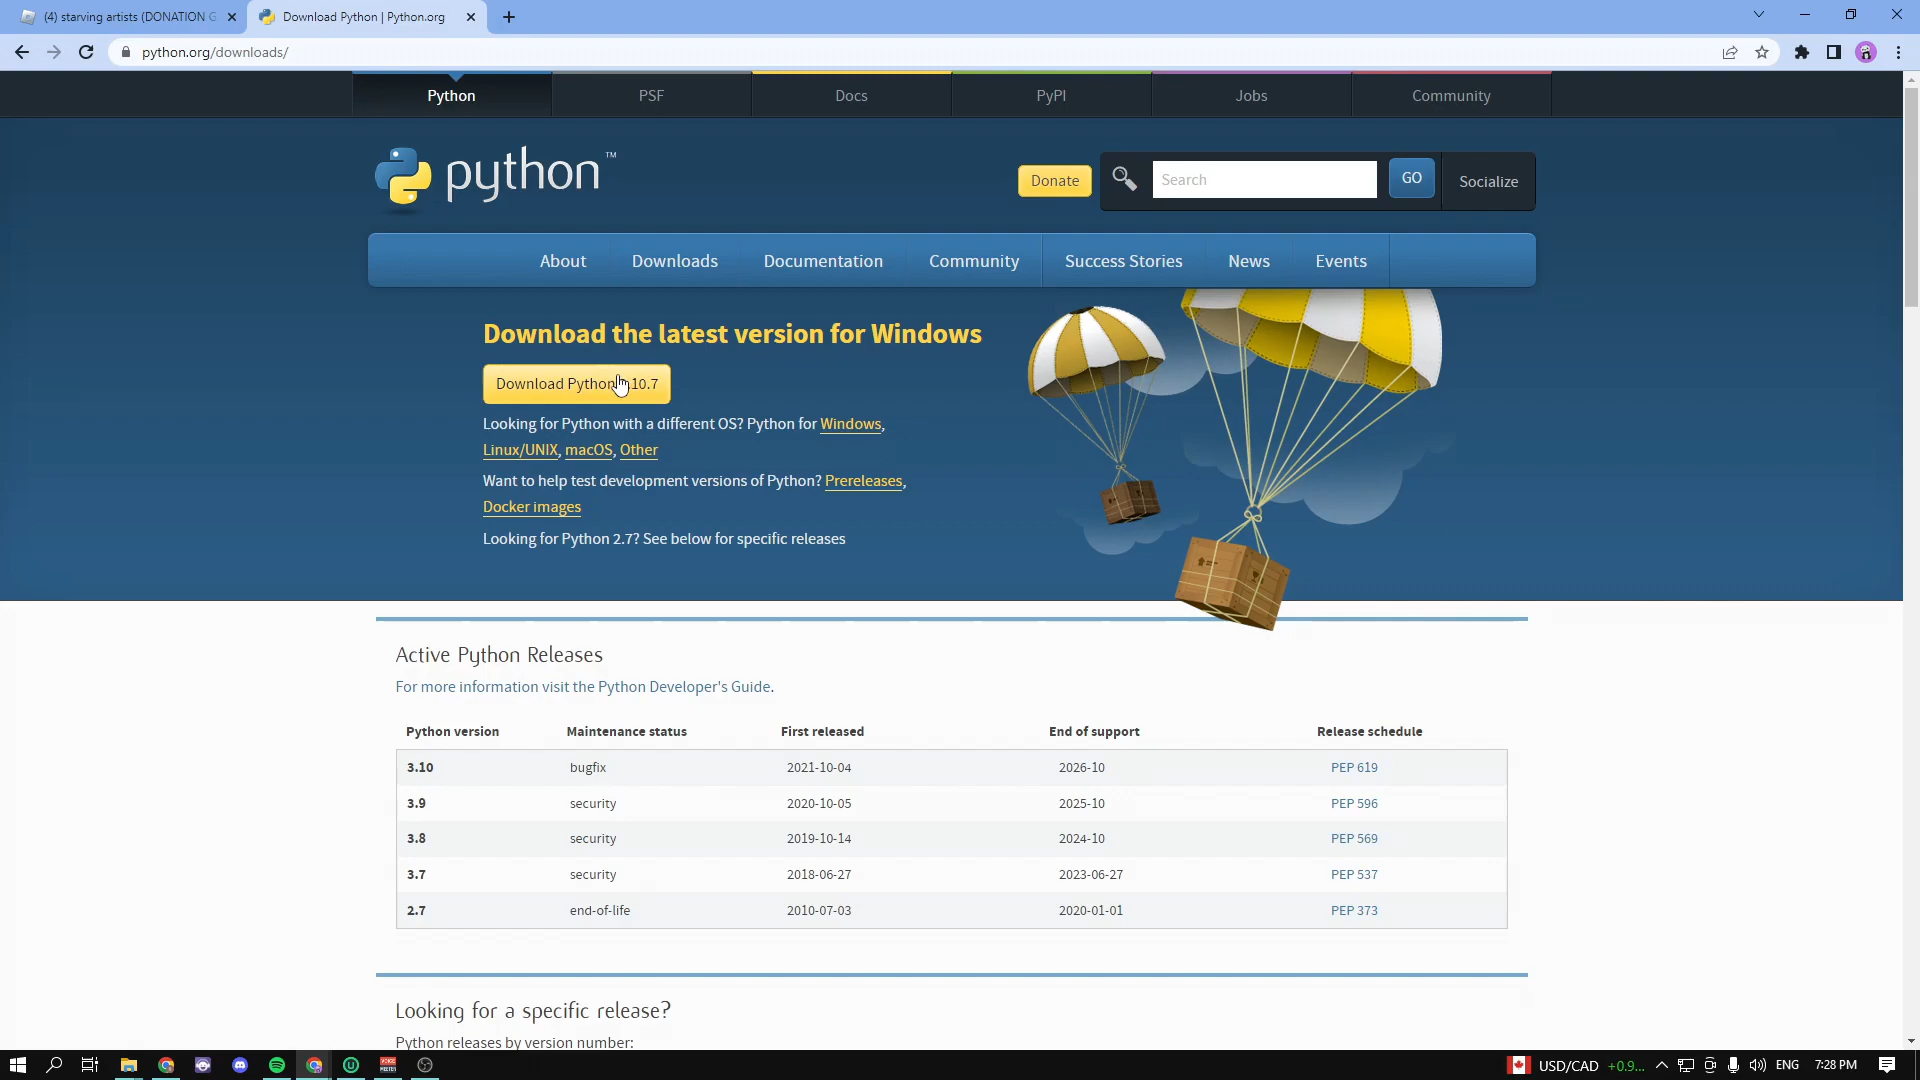 (4) starving artists (DONATION G
Download Python | Python.org
python.org/downloads/
Python
PSF
Docs
PyPI
Jobs
Community
python™
Donate
Search
GO
Socialize
About
Downloads
Documentation
Community
Success Stories
News
Events
Download the latest version for Windows
Download Python 10.7
Looking for Python with a different OS? Python for Windows,
Linux/UNIX, macOS, Other
Want to help test development versions of Python? Prereleases,
Docker images
Looking for Python 2.7? See below for specific releases
Active Python Releases
For more information visit the Python Developer's Guide.
Python version Maintenance status First released End of support Release schedule
3.10 bugfix 2021-10-04 2026-10 PEP 619
3.9 security 2020-10-05 2025-10 PEP 596
3.8 security 2019-10-14 2024-10 PEP 569
3.7 security 2018-06-27 2023-06-27 PEP 537
2.7 end-of-life 2010-07-03 2020-01-01 PEP 373
Looking for a specific release?
Python releases by version number:
VOICE
MEETER
USD/CAD +0.9...
ENG
7:28 PM